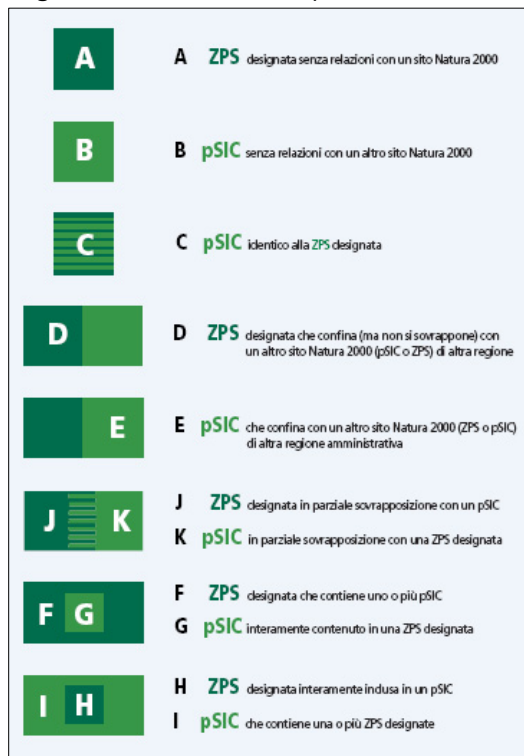 A
A ZPS designata senza relazioni con un sito Natura 2000
B
B pSIC senza relazioni con un altro sito Natura 2000
C
C pSIC identico alla ZPS designata
D
D ZPS designata che confina (ma non si sovrappone) con
un altro sito Natura 2000 (pSIC o ZPS) di altra regione
E
E pSIC che confina con un altro sito Natura 2000 (ZPS o pSIC)
di altra regione amministrativa
J K
J ZPS designata in parziale sovrapposizione con un pSIC
K pSIC in parziale sovrapposizione con una ZPS designata
F G
F ZPS designata che contiene uno o più pSIC
G pSIC interamente contenuto in una ZPS designata
I H
H ZPS designata interamente inclusa in un pSIC
I pSIC che contiene una o più ZPS designate